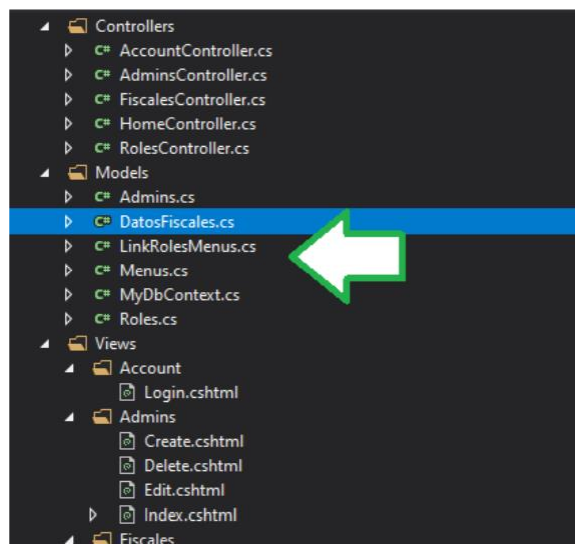 Controllers
C# AccountController.cs
C# AdminsController.cs
C# FiscalesController.cs
C# HomeController.cs
C# RolesController.cs
Models
C# Admins.cs
C# DatosFiscales.cs
C# LinkRolesMenus.cs
C# Menus.cs
C# MyDbContext.cs
C# Roles.cs
Views
Account
Login.cshtml
Admins
Create.cshtml
Delete.cshtml
Edit.cshtml
Index.cshtml
Fiscales